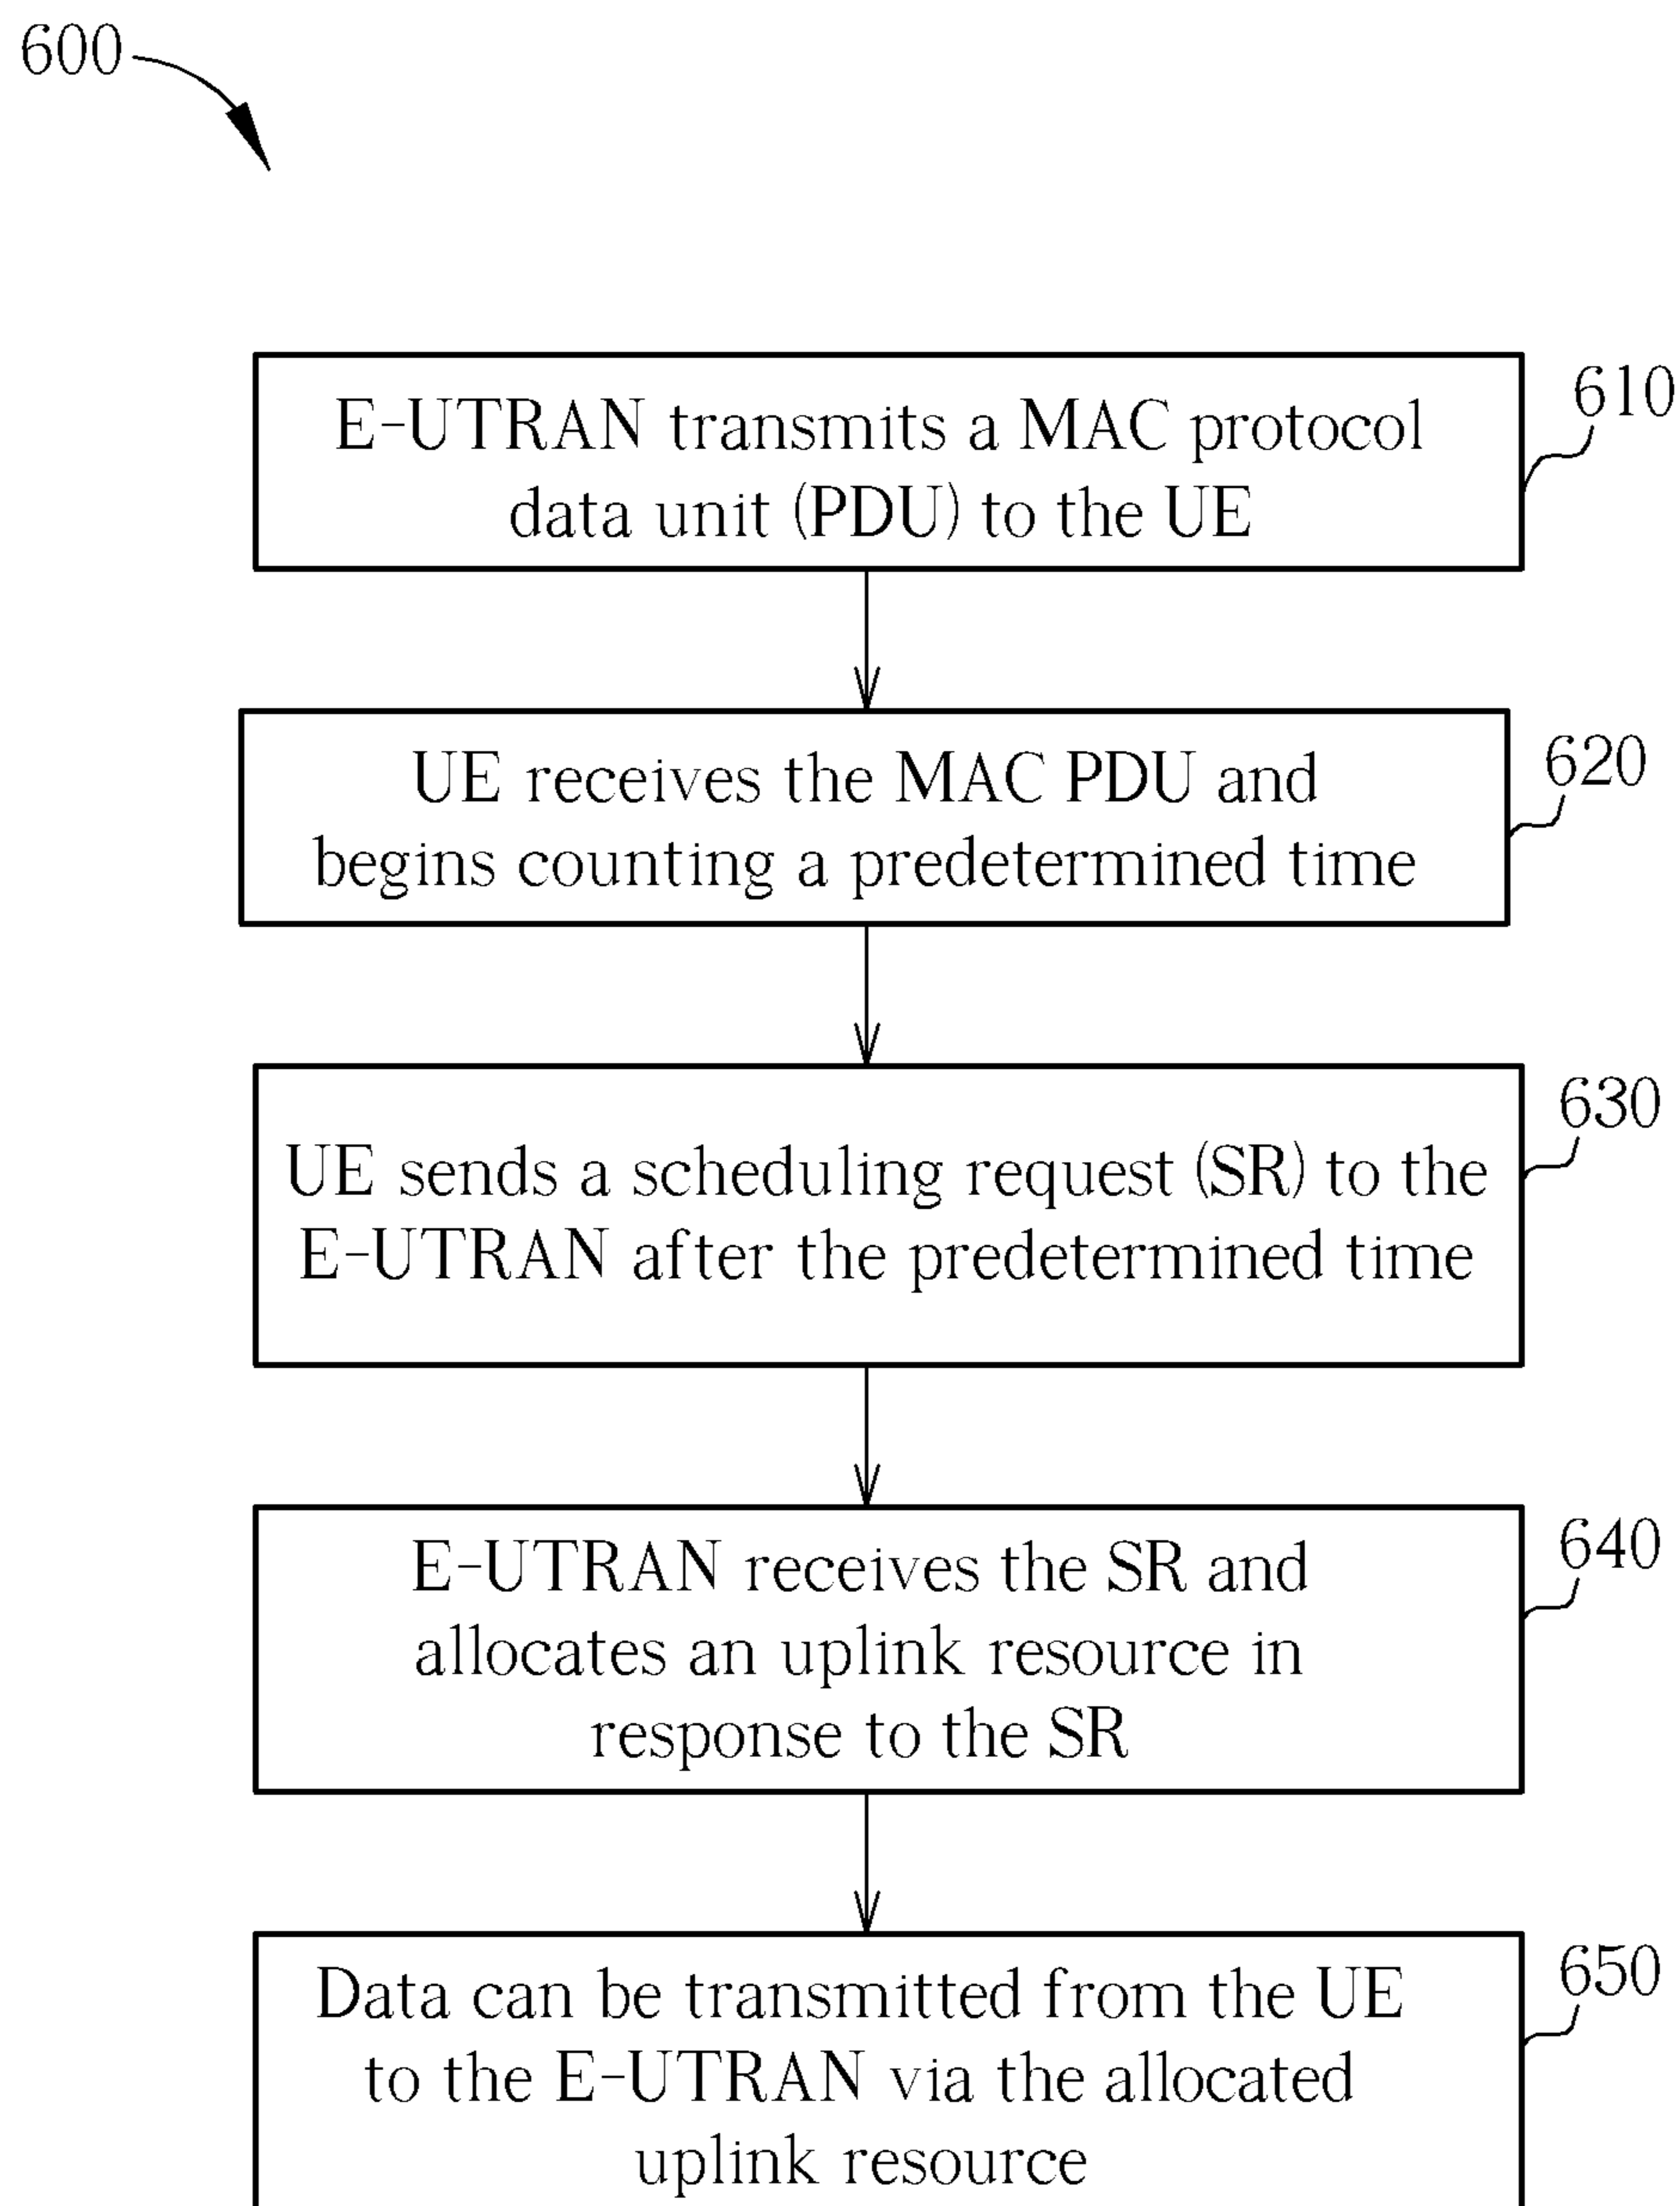 600
E-UTRAN transmits a MAC protocol
data unit (PDU) to the UE
610
UE receives the MAC PDU and
begins counting a predetermined time
620
UE sends a scheduling request (SR) to the
E-UTRAN after the predetermined time
630
E-UTRAN receives the SR and
allocates an uplink resource in
response to the SR
640
Data can be transmitted from the UE
to the E-UTRAN via the allocated
uplink resource
650